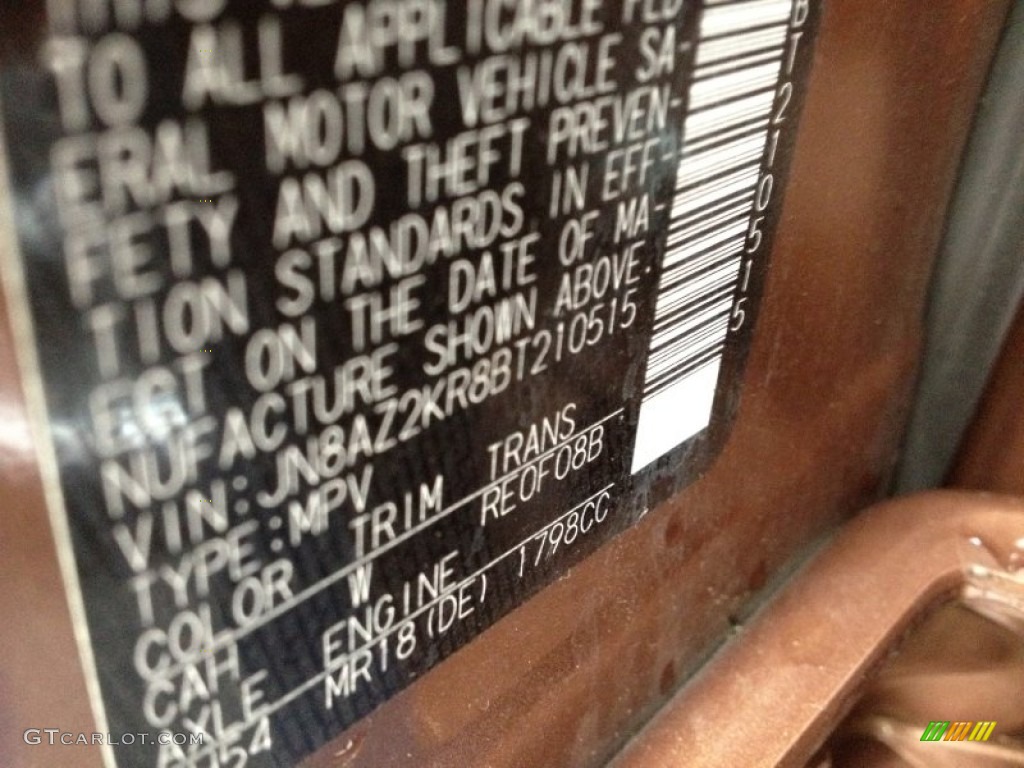 TO ALL APPLICABLE FED
ERAL MOTOR VEHICLE SA-
FETY AND THEFT PREVEN-
TION STANDARDS IN EFF-
ECT ON THE DATE OF MA-
NUFACTURE SHOWN ABOVE.
VIN:JN8AZ2KR8BT210515
TYPE:MPV
COLOR TRIM TRANS
CAH W RE0F08B
AXLE ENGINE
H54 MR18(DE) 1798CC
BT210515
GTCARLOT.COM